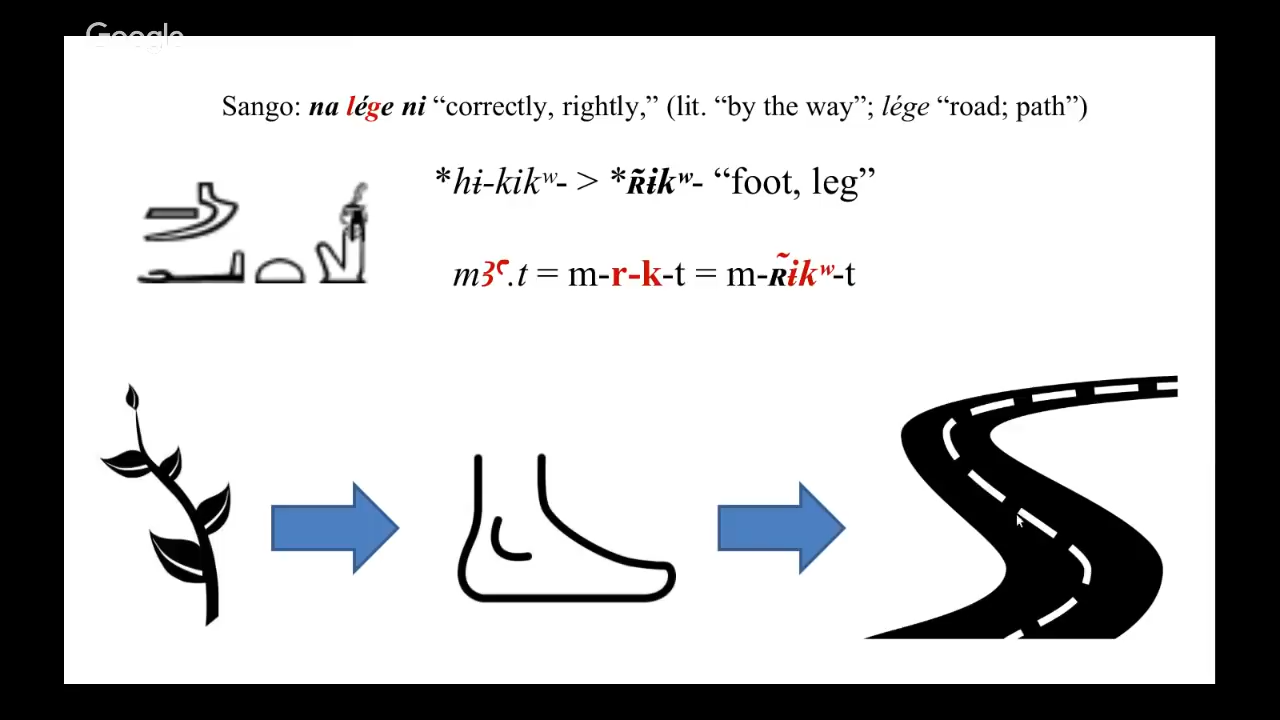 Google
Sango: na lége ni “correctly, rightly,” (lit. “by the way”; lége “road; path”)
*hɨ-kikʷ- > *ʀ̃ɨkʷ- “foot, leg”
mꜣꜥ.t = m-r-k-t = m-ʀ̃ɨkʷ-t